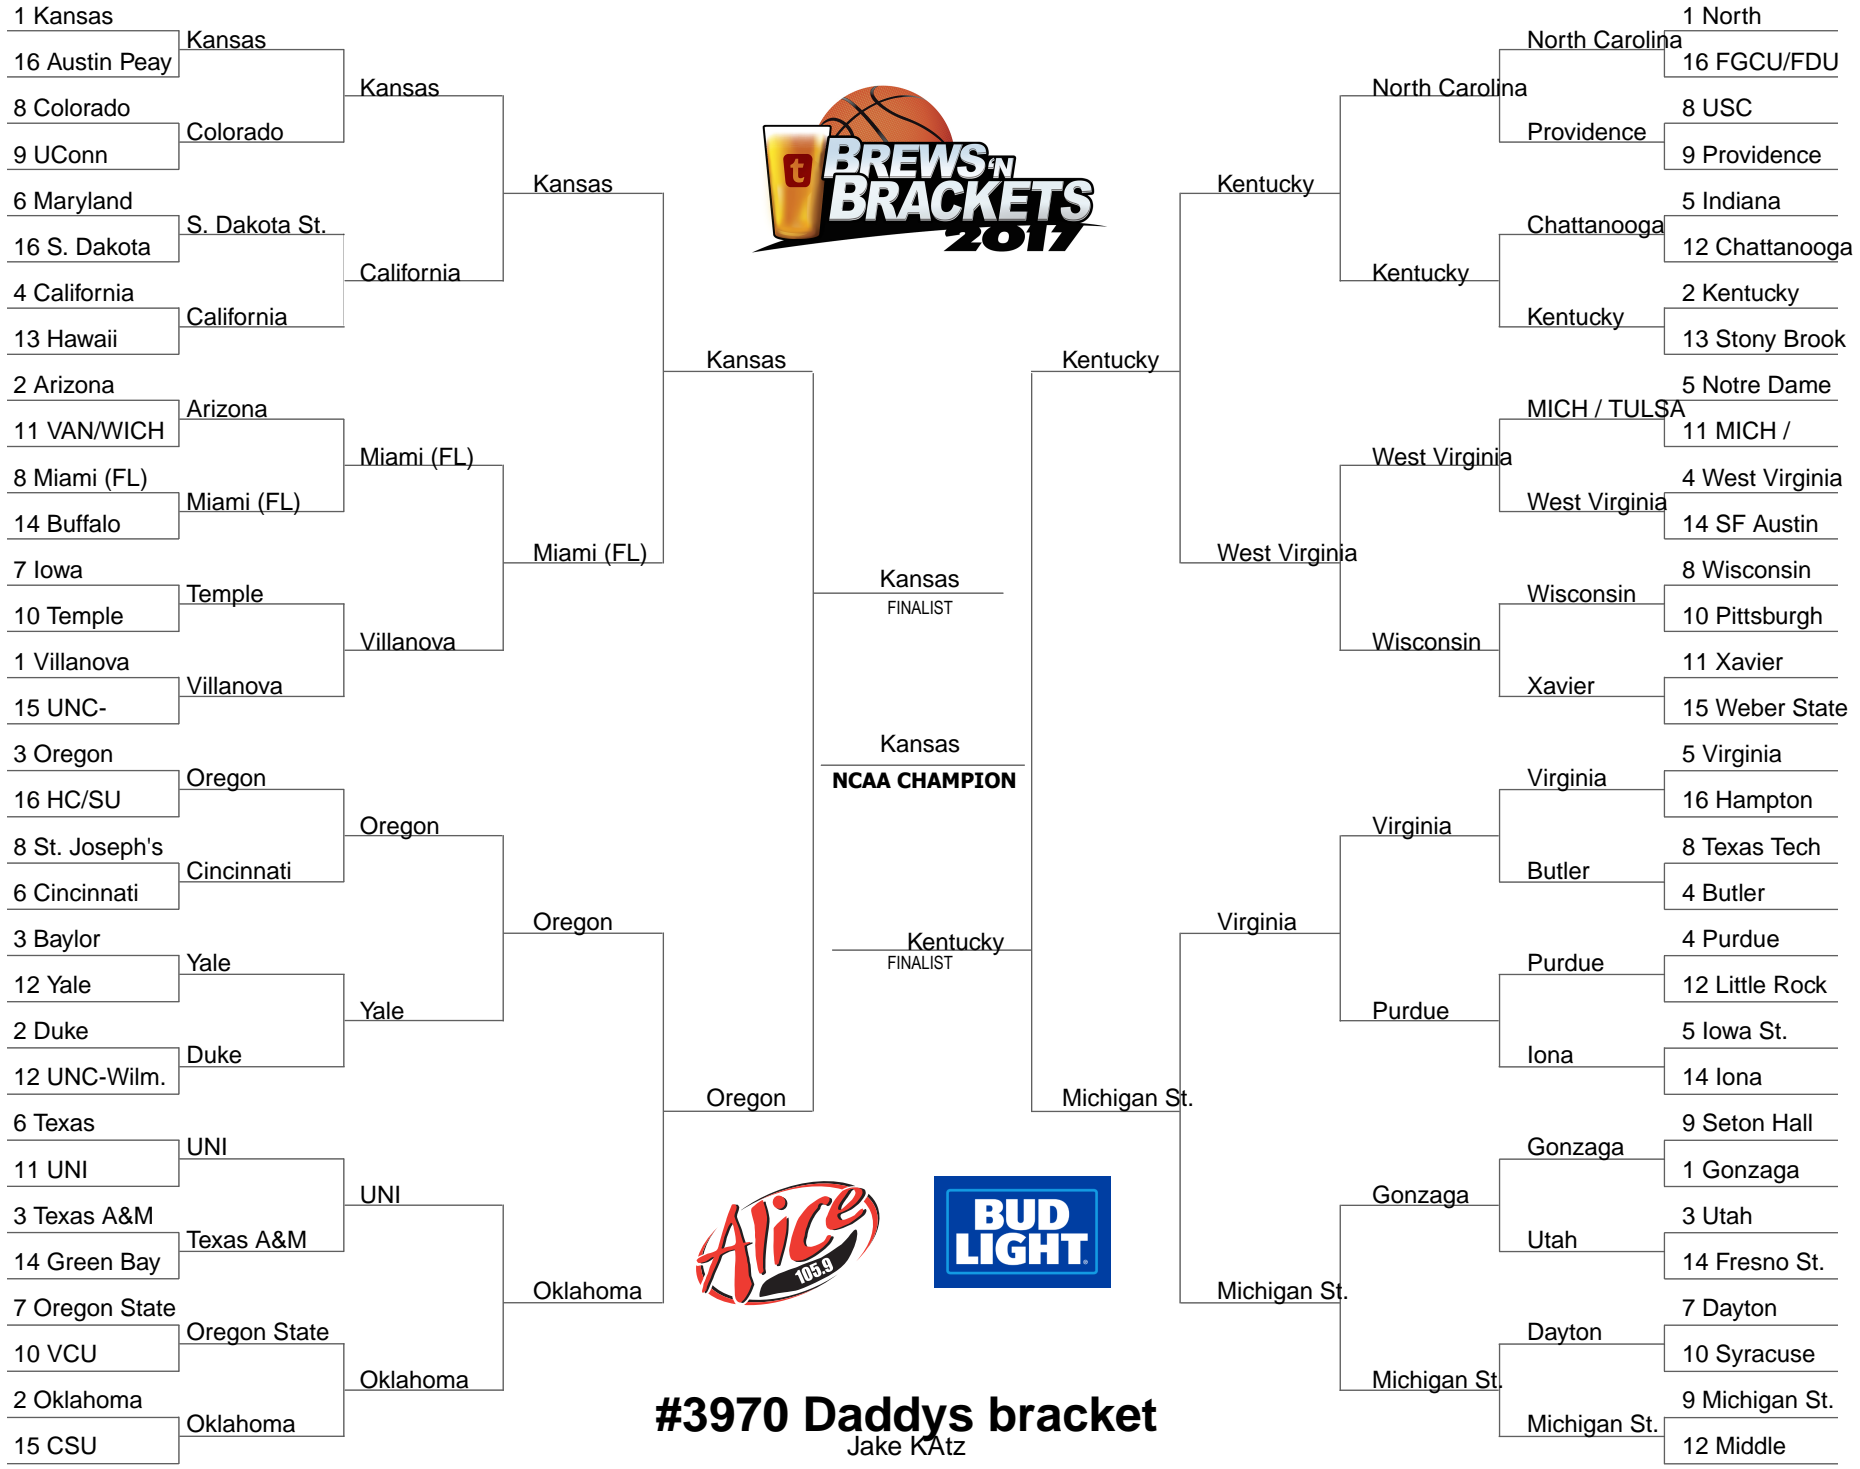 1 Kansas
16 Austin Peay
8 Colorado
9 UConn
6 Maryland
16 S. Dakota
4 California
13 Hawaii
2 Arizona
11 VAN/WICH
8 Miami (FL)
14 Buffalo
7 Iowa
10 Temple
1 Villanova
15 UNC-
3 Oregon
16 HC/SU
8 St. Joseph's
6 Cincinnati
3 Baylor
12 Yale
2 Duke
12 UNC-Wilm.
6 Texas
11 UNI
3 Texas A&M
14 Green Bay
7 Oregon State
10 VCU
2 Oklahoma
15 CSU
Kansas
Colorado
S. Dakota St.
California
Arizona
Miami (FL)
Temple
Villanova
Oregon
Cincinnati
Yale
Duke
UNI
Texas A&M
Oregon State
Oklahoma
Kansas
California
Miami (FL)
Villanova
Oregon
Yale
UNI
Oklahoma
Kansas
Miami (FL)
Oregon
Oklahoma
Kansas
Oregon
BREWS 'N
BRACKETS
2017
t
Kansas
FINALIST
Kansas
NCAA CHAMPION
Kentucky
FINALIST
Alice
105.9
BUD
LIGHT
#3970 Daddys bracket
Jake KAtz
Kentucky
Michigan St.
Kentucky
West Virginia
Virginia
Michigan St.
North Carolina
Kentucky
West Virginia
Wisconsin
Virginia
Purdue
Gonzaga
Michigan St.
North Carolina
Providence
Chattanooga
Kentucky
MICH / TULSA
West Virginia
Wisconsin
Xavier
Virginia
Butler
Purdue
Iona
Gonzaga
Utah
Dayton
Michigan St.
1 North
16 FGCU/FDU
8 USC
9 Providence
5 Indiana
12 Chattanooga
2 Kentucky
13 Stony Brook
5 Notre Dame
11 MICH /
4 West Virginia
14 SF Austin
8 Wisconsin
10 Pittsburgh
11 Xavier
15 Weber State
5 Virginia
16 Hampton
8 Texas Tech
4 Butler
4 Purdue
12 Little Rock
5 Iowa St.
14 Iona
9 Seton Hall
1 Gonzaga
3 Utah
14 Fresno St.
7 Dayton
10 Syracuse
9 Michigan St.
12 Middle